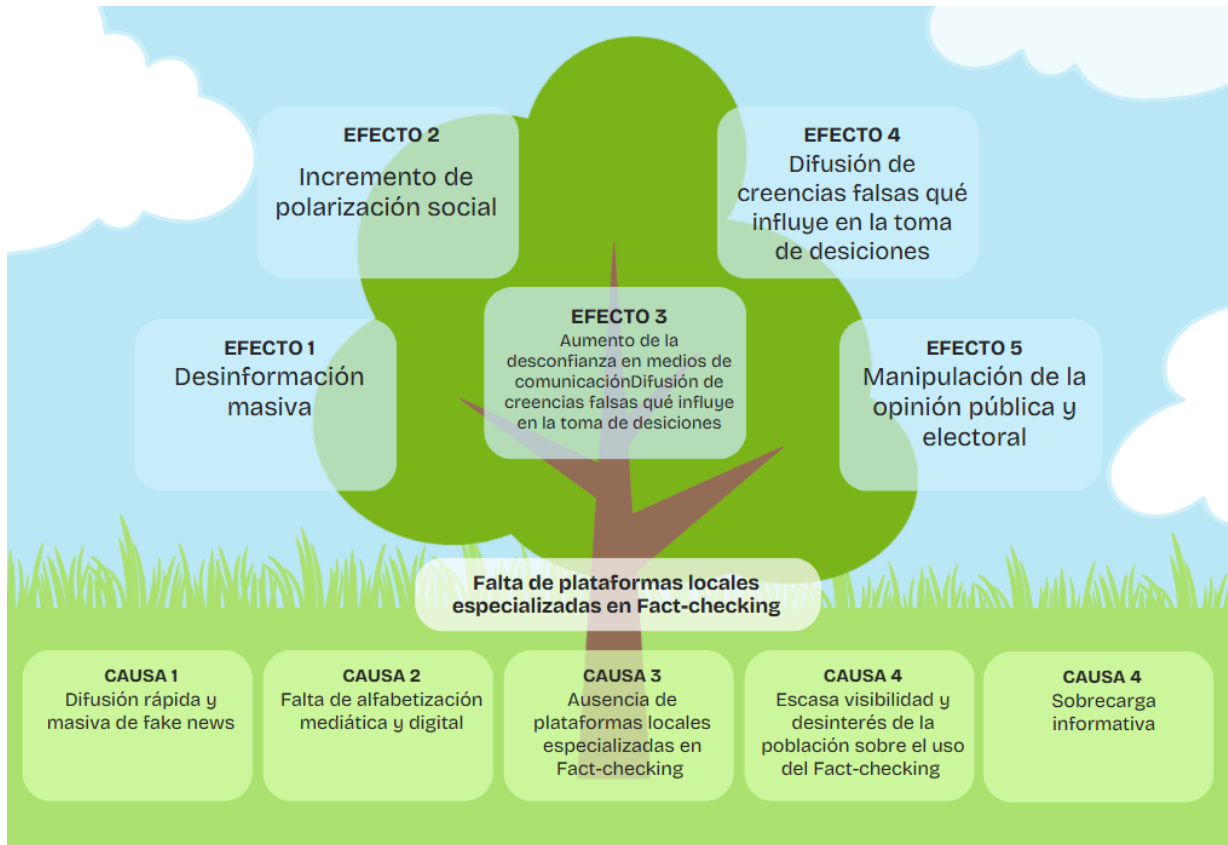 EFECTO 2
Incremento de
polarización social
EFECTO 4
Difusión de
creencias falsas qué
influye en la toma
de desiciones
EFECTO 1
Desinformación
masiva
EFECTO 3
Aumento de la
desconfianza en medios de
comunicaciónDifusión de
creencias falsas qué influye
en la toma de desiciones
EFECTO 5
Manipulación de la
opinión pública y
electoral
Falta de plataformas locales
especializadas en Fact-checking
CAUSA 1
Difusión rápida y
masiva de fake news
CAUSA 2
Falta de alfabetización
mediática y digital
CAUSA 3
Ausencia de
plataformas locales
especializadas en
Fact-checking
CAUSA 4
Escasa visibilidad y
desinterés de la
población sobre el uso
del Fact-checking
CAUSA 4
Sobrecarga
informativa